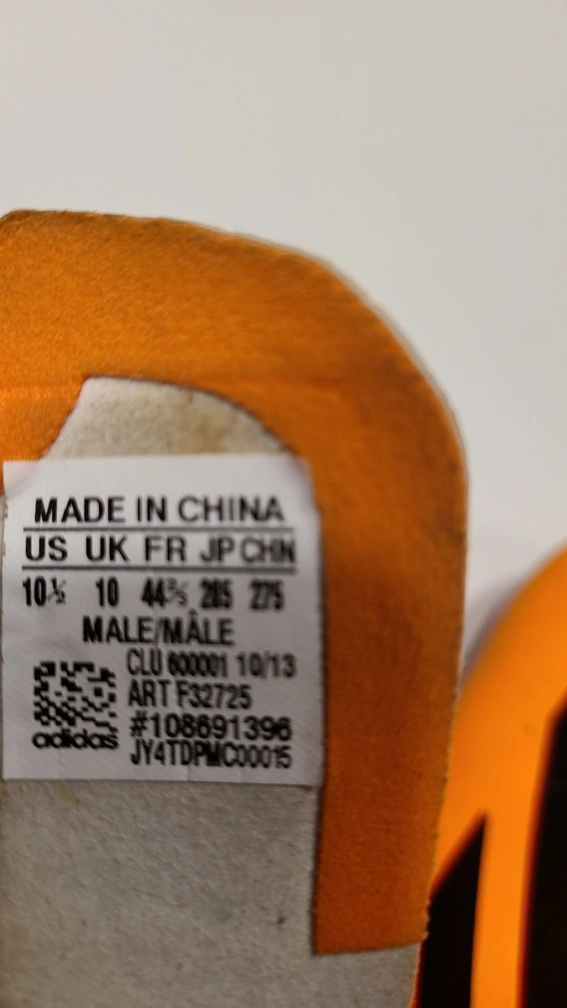 MADE IN CHINA
US UK FR JP CHN
10½ 10 44⅔ 285 275
MALE/MÂLE
CLU 600001 10/13
ART F32725
#108691396
adidas
JY4TDPMC00015